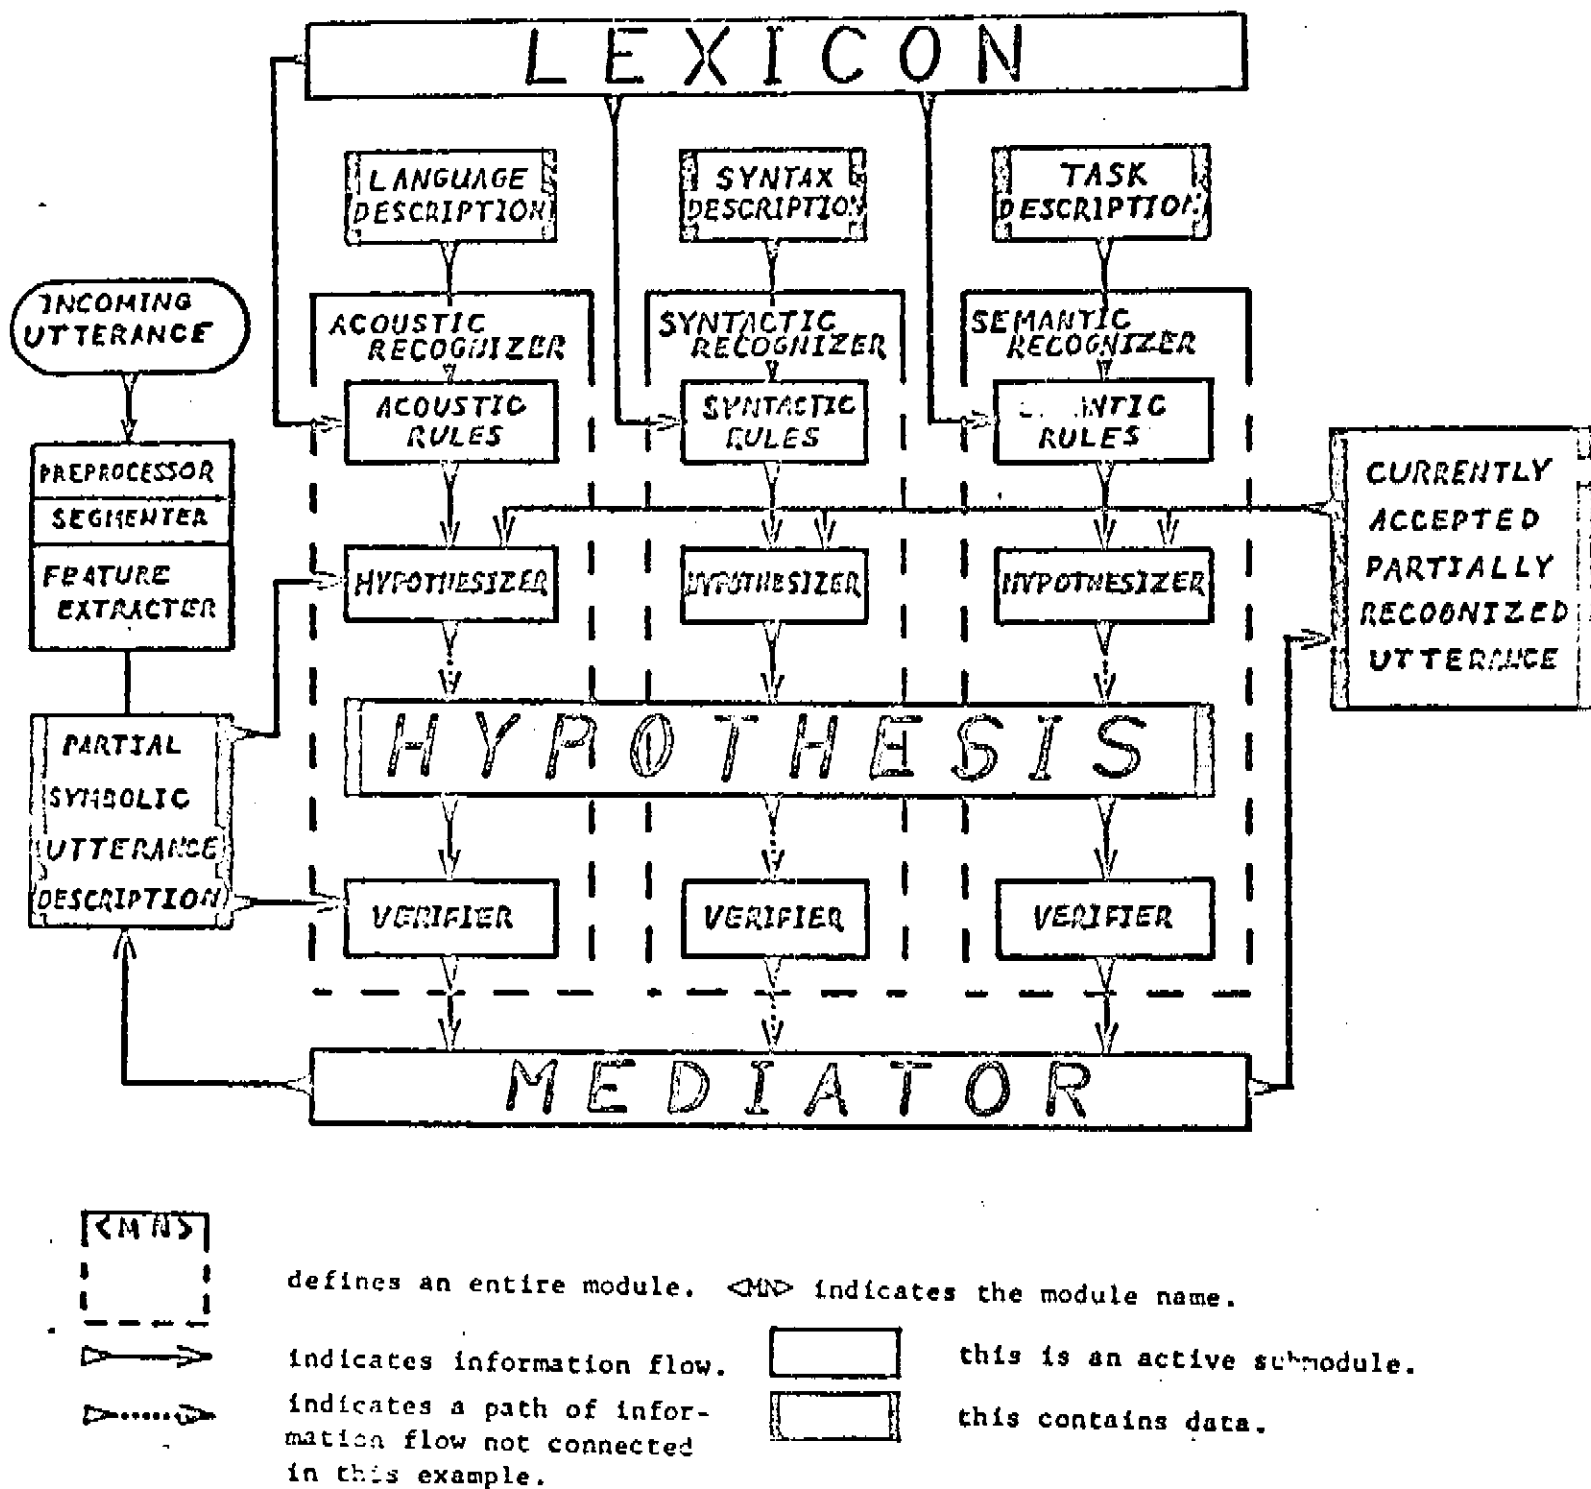 LEXICON
LANGUAGE
DESCRIPTION
SYNTAX
DESCRIPTION
TASK
DESCRIPTION
INCOMING
UTTERANCE
ACOUSTIC
RECOGNIZER
SYNTACTIC
RECOGNIZER
SEMANTIC
RECOGNIZER
ACOUSTIC
RULES
SYNTACTIC
RULES
RULES
PREPROCESSOR
SEGMENTER
FEATURE
EXTRACTER
CURRENTLY
ACCEPTED
PARTIALLY
RECOGNIZED
UTTERANCE
HYPOTHESIZER
HYPOTHESIZER
HYPOTHESIZER
HYPOTHESIS
PARTIAL
SYMBOLIC
UTTERANCE
DESCRIPTION
VERIFIER
VERIFIER
VERIFIER
MEDIATOR
<MN>
defines an entire module. <MN> indicates the module name.
indicates information flow.
this is an active submodule.
indicates a path of infor-
mation flow not connected
in this example.
this contains data.